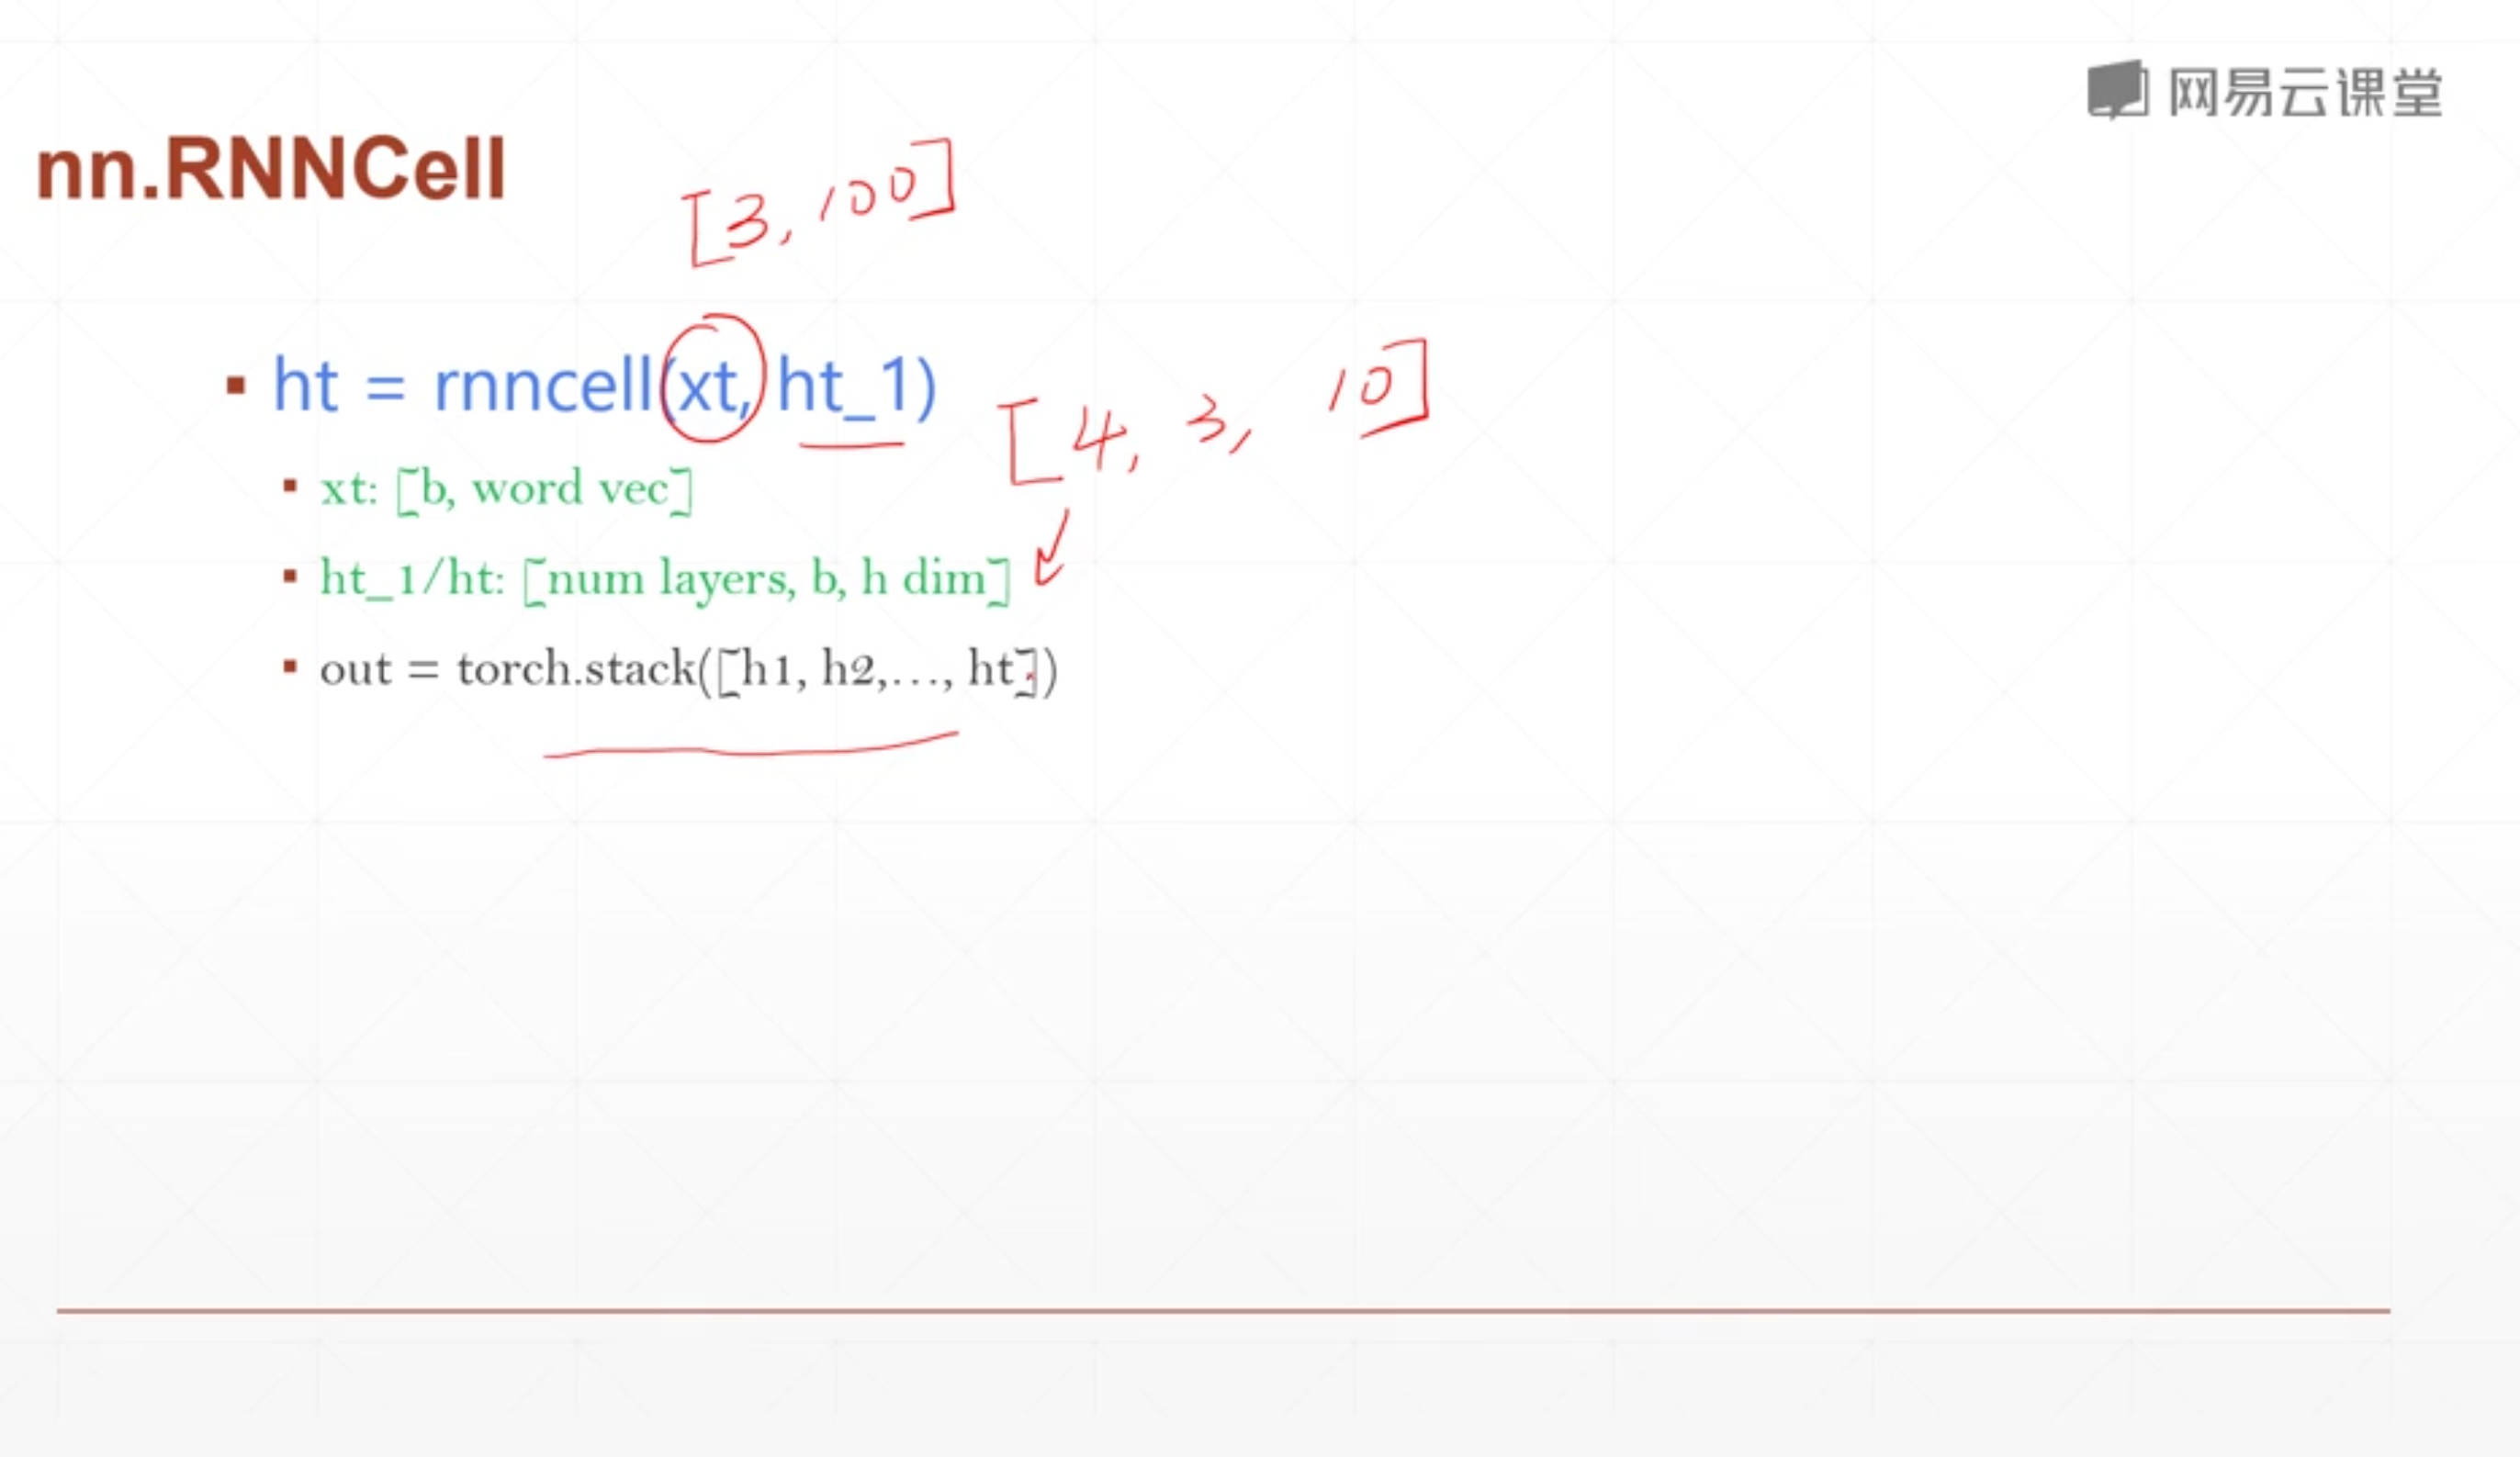 网易云课堂
nn.RNNCell
[3, 100]
ht = rnncell(xt, ht_1)
[4, 3, 10]
xt: [b, word vec]
ht_1/ht: [num layers, b, h dim]
out = torch.stack([h1, h2,…, ht])